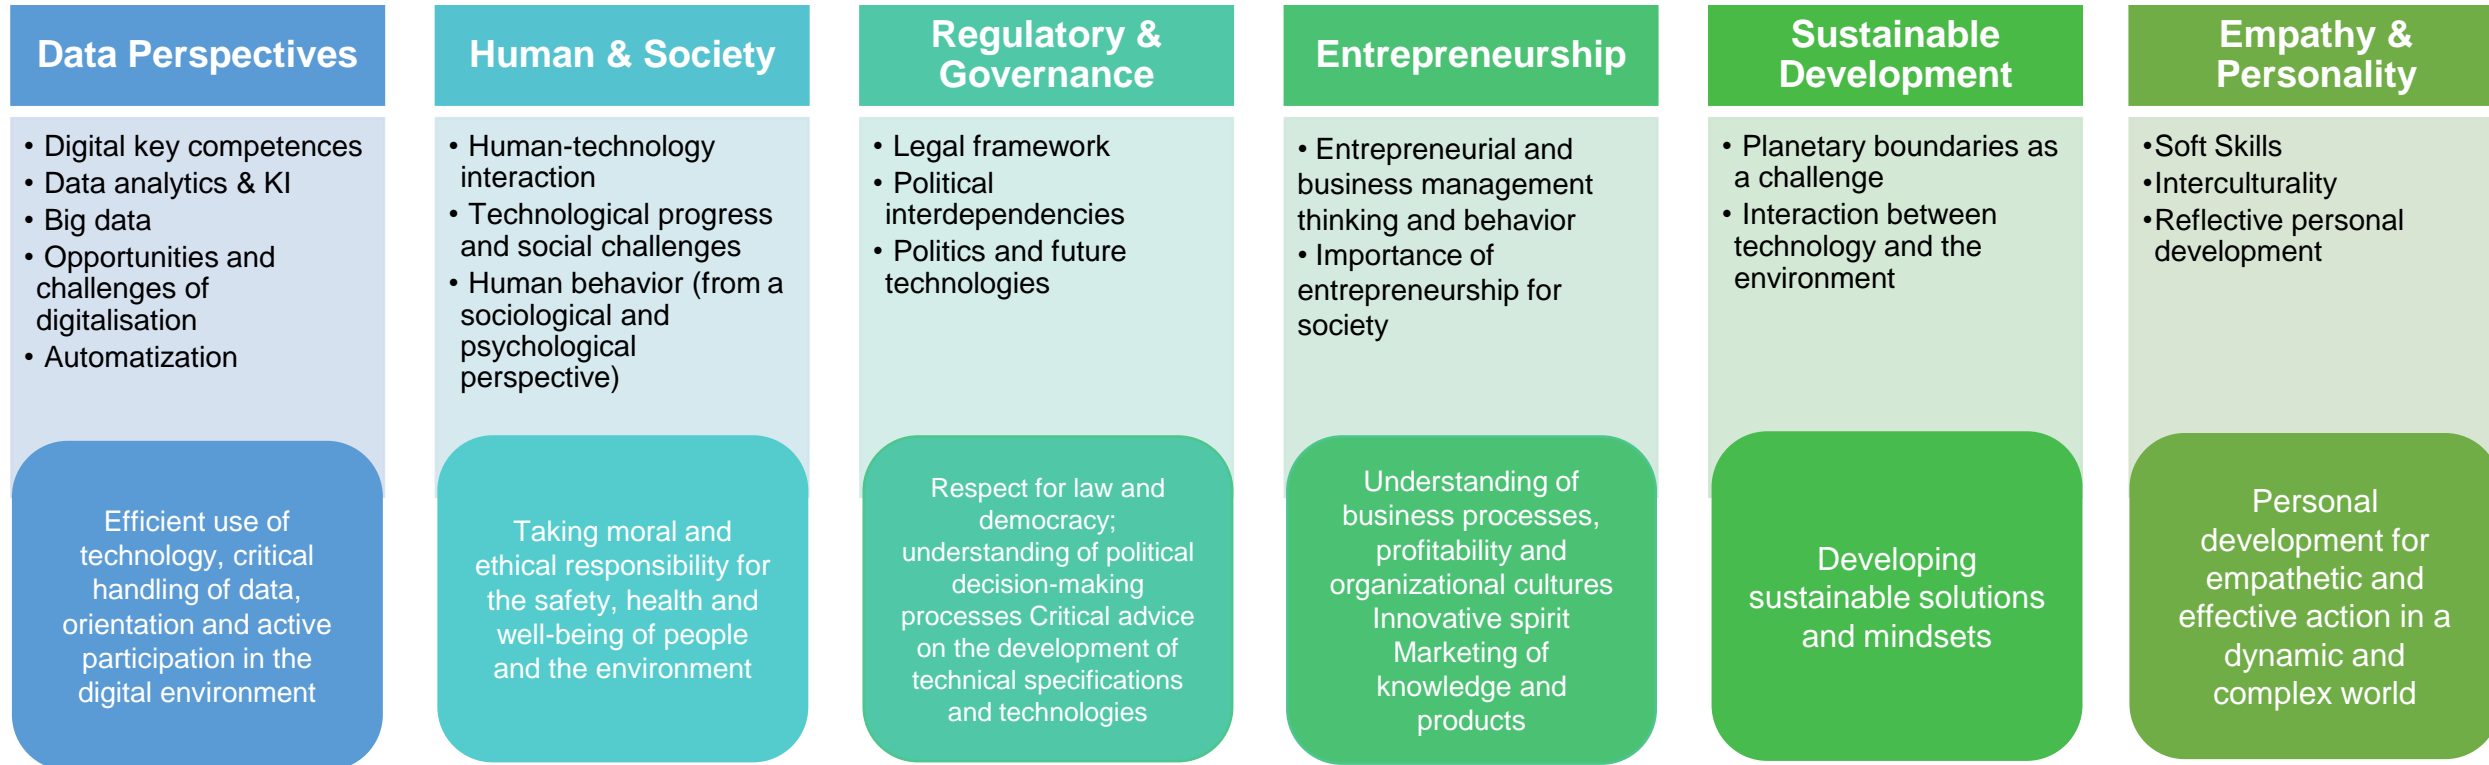 Data Perspectives
• Digital key competences
• Data analytics & KI
• Big data
• Opportunities and
challenges of
digitalisation
• Automatization
Efficient use of
technology, critical
handling of data,
orientation and active
participation in the
digital environment
Human & Society
• Human-technology
interaction
• Technological progress
and social challenges
• Human behavior (from a
sociological and
psychological
perspective)
Taking moral and
ethical responsibility for
the safety, health and
well-being of people
and the environment
Regulatory &
Governance
• Legal framework
• Political
interdependencies
• Politics and future
technologies
Respect for law and
democracy;
understanding of political
decision-making
processes Critical advice
on the development of
technical specifications
and technologies
Entrepreneurship
• Entrepreneurial and
business management
thinking and behavior
• Importance of
entrepreneurship for
society
Understanding of
business processes,
profitability and
organizational cultures
Innovative spirit
Marketing of
knowledge and
products
Sustainable
Development
• Planetary boundaries as
a challenge
• Interaction between
technology and the
environment
Developing
sustainable solutions
and mindsets
Empathy &
Personality
•Soft Skills
•Interculturality
•Reflective personal
development
Personal
development for
empathetic and
effective action in a
dynamic and
complex world